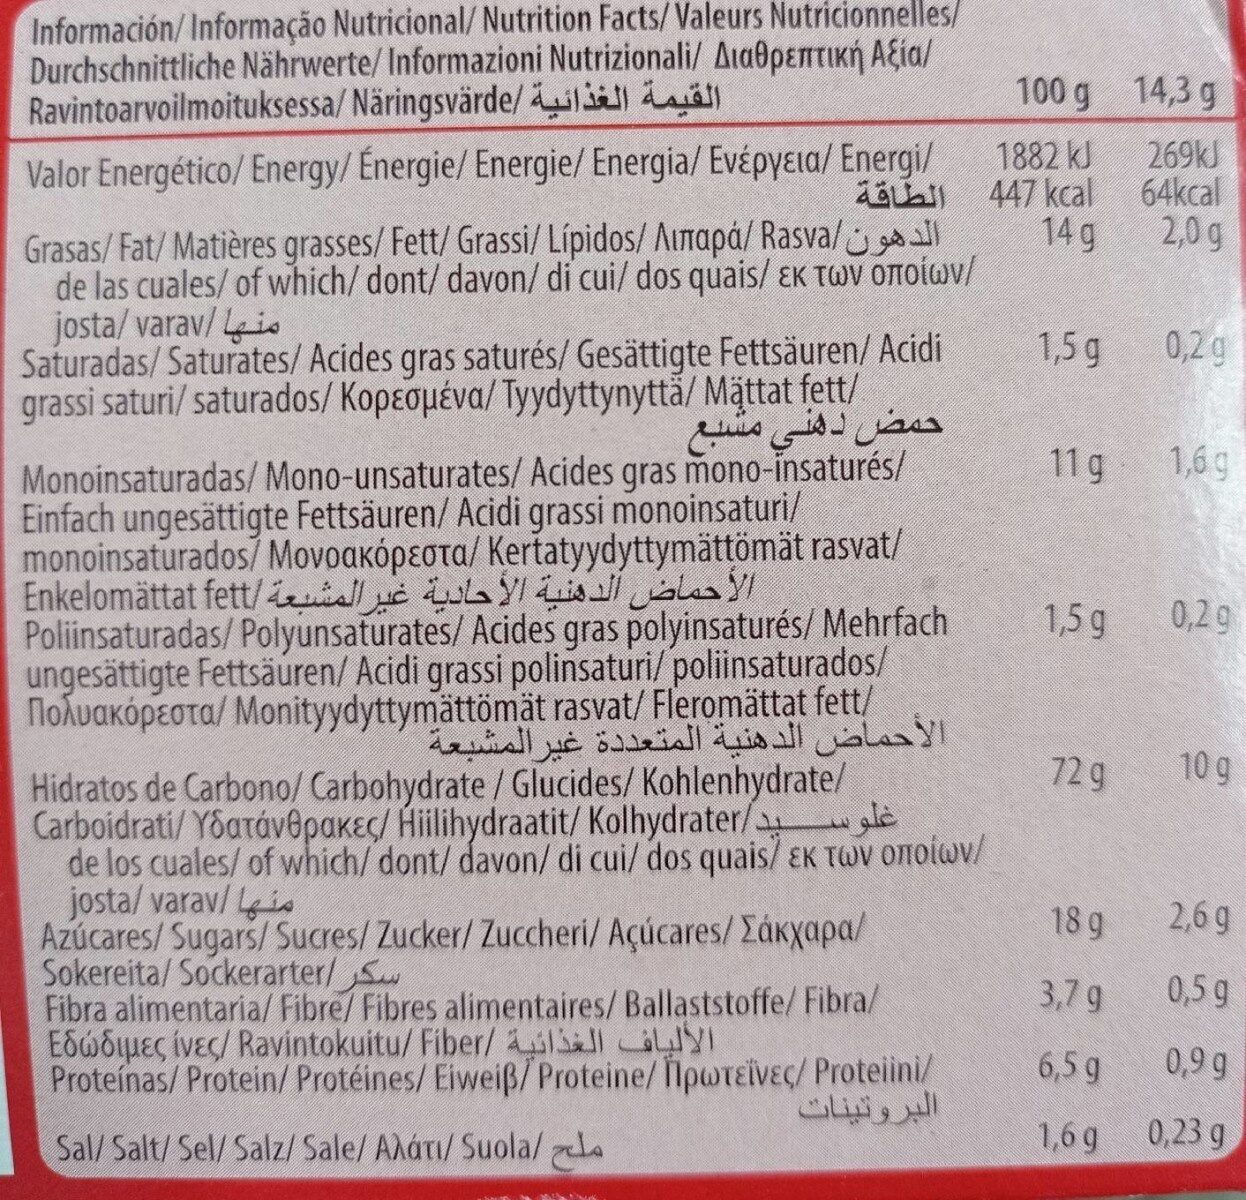 Información/ Informação Nutricional/ Nutrition Facts/ Valeurs Nutricionnelles/
Durchschnittliche Nährwerte/ Informazioni Nutrizionali/ Διαθρεπτική Αξία/
Ravintoarvoilmoituksessa/ Näringsvärde/ القيمة الغذائية 100 g 14,3 g
Valor Energético/ Energy/ Énergie/ Energie/ Energia/ Ενέργεια/ Energi/ 1882 kJ 269kJ
الطاقة 447 kcal 64kcal
Grasas/ Fat/ Matières grasses/ Fett/ Grassi/ Lípidos/ Λιπαρά/ Rasva/ الدهون 14 g 2,0 g
de las cuales/ of which/ dont/ davon/ di cui/ dos quais/ εκ των οποίων/
josta/ varav/ منها
Saturadas/ Saturates/ Acides gras saturés/ Gesättigte Fettsäuren/ Acidi 1,5 g 0,2 g
grassi saturi/ saturados/ Κορεσμένα/ Tyydyttynyttä/ Mättat fett/
حمض دهني مشبع
Monoinsaturadas/ Mono-unsaturates/ Acides gras mono-insaturés/ 11 g 1,6 g
Einfach ungesättigte Fettsäuren/ Acidi grassi monoinsaturi/
monoinsaturados/ Μονοακόρεστα/ Kertatyydyttymättömät rasvat/
Enkelomättat fett/ الأحماض الدهنية الأحادية غير المشبعة
Poliinsaturadas/ Polyunsaturates/ Acides gras polyinsaturés/ Mehrfach 1,5 g 0,2 g
ungesättigte Fettsäuren/ Acidi grassi polinsaturi/ poliinsaturados/
Πολυακόρεστα/ Monityydyttymättömät rasvat/ Fleromättat fett/
الأحماض الدهنية المتعددة غير المشبعة
Hidratos de Carbono/ Carbohydrate / Glucides/ Kohlenhydrate/ 72 g 10 g
Carboidrati/ Υδατάνθρακες/ Hiilihydraatit/ Kolhydrater/ غلوسيد
de los cuales/ of which/ dont/ davon/ di cui/ dos quais/ εκ των οποίων/
josta/ varav/ منها
Azúcares/ Sugars/ Sucres/ Zucker/ Zuccheri/ Açúcares/ Σάκχαρα/ 18 g 2,6 g
Sokereita/ Sockerarter/ سكر
Fibra alimentaria/ Fibre/ Fibres alimentaires/ Ballaststoffe/ Fibra/ 3,7 g 0,5 g
Εδώδιμες ίνες/ Ravintokuitu/ Fiber/ الألياف الغذائية
Proteínas/ Protein/ Protéines/ Eiweiβ/ Proteine/ Πρωτεΐνες/ Proteiini/ 6,5 g 0,9 g
البروتينات
Sal/ Salt/ Sel/ Salz/ Sale/ Αλάτι/ Suola/ ملح 1,6 g 0,23 g